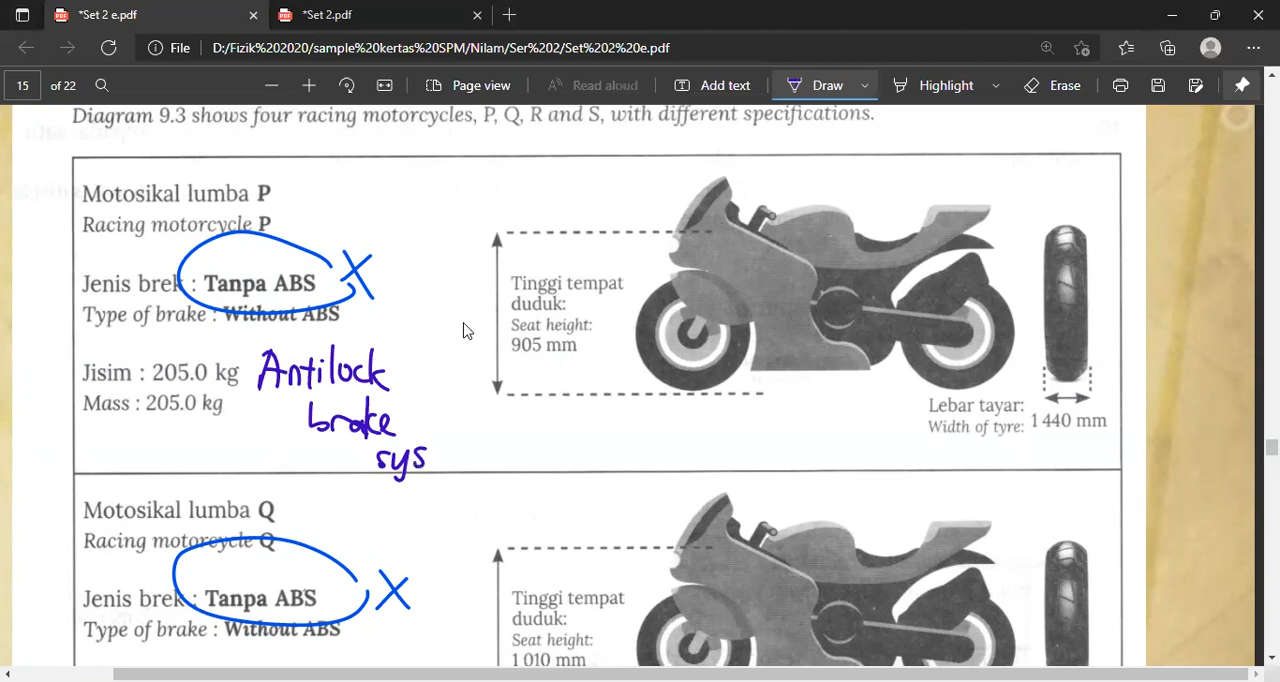 *Set 2 e.pdf
*Set 2.pdf
File D:/Fizik%202020/sample%20kertas%20SPM/Nilam/Ser%202/Set%202%20e.pdf
15 of 22 Page view Read aloud Add text Draw Highlight Erase
Diagram 9.3 shows four racing motorcycles, P, Q, R and S, with different specifications.
Motosikal lumba P
Racing motorcycle P
Jenis brek : Tanpa ABS X
Type of brake : Without ABS
Jisim : 205.0 kg
Mass : 205.0 kg
Antilock
brake
sys
Tinggi tempat
duduk:
Seat height:
905 mm
Lebar tayar:
Width of tyre: 1 440 mm
Motosikal lumba Q
Racing motorcycle Q
Jenis brek : Tanpa ABS X
Type of brake : Without ABS
Tinggi tempat
duduk:
Seat height:
1 010 mm